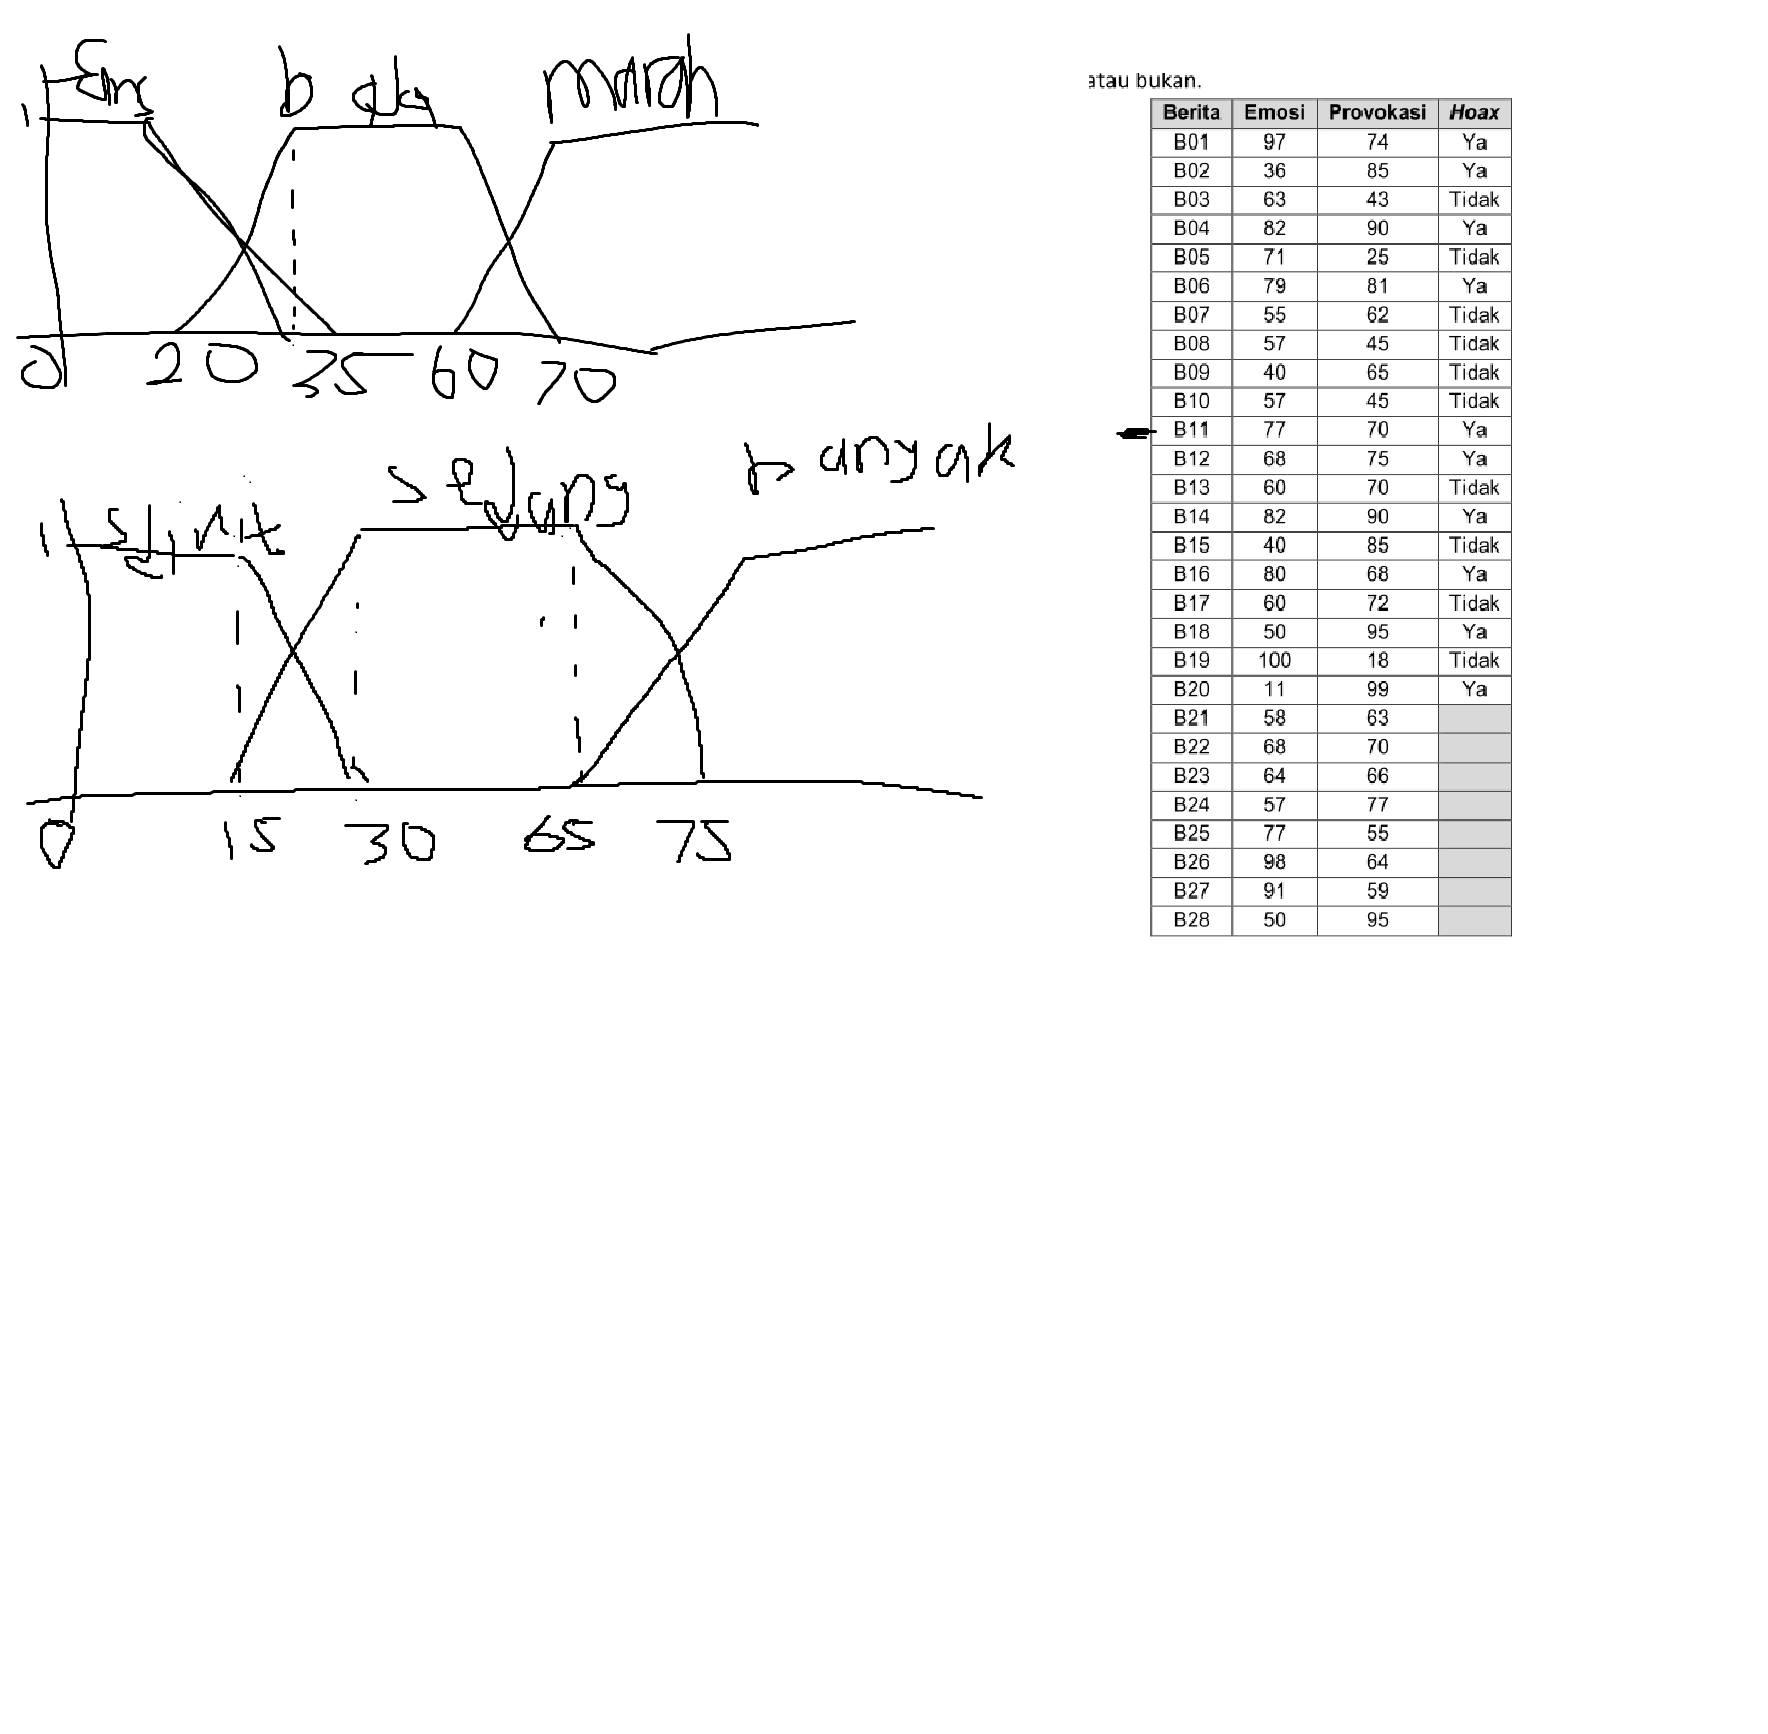 marah
1
0 20 35 60 70
sedang banyak
1
0 15 30 65 75
atau bukan.
Berita Emosi Provokasi Hoax
B01 97 74 Ya
B02 36 85 Ya
B03 63 43 Tidak
B04 82 90 Ya
B05 71 25 Tidak
B06 79 81 Ya
B07 55 62 Tidak
B08 57 45 Tidak
B09 40 65 Tidak
B10 57 45 Tidak
B11 77 70 Ya
B12 68 75 Ya
B13 60 70 Tidak
B14 82 90 Ya
B15 40 85 Tidak
B16 80 68 Ya
B17 60 72 Tidak
B18 50 95 Ya
B19 100 18 Tidak
B20 11 99 Ya
B21 58 63
B22 68 70
B23 64 66
B24 57 77
B25 77 55
B26 98 64
B27 91 59
B28 50 95